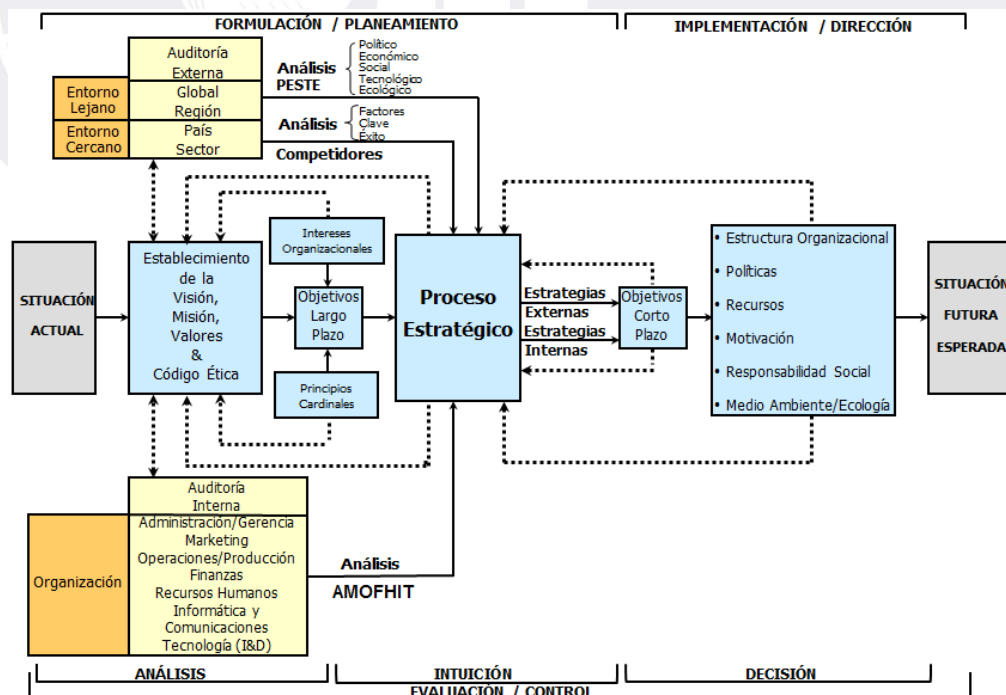 FORMULACIÓN / PLANEAMIENTO
IMPLEMENTACIÓN / DIRECCIÓN
Auditoría
Externa
Entorno
Lejano
Global
Región
Entorno
Cercano
País
Sector
Análisis
PESTE
Político
Económico
Social
Tecnológico
Ecológico
Análisis
Factores
Clave
Éxito
Competidores
SITUACIÓN
ACTUAL
Establecimiento
de la
Visión,
Misión,
Valores
&
Código Ética
Intereses
Organizacionales
Objetivos
Largo
Plazo
Principios
Cardinales
Proceso
Estratégico
Estrategias
Externas
Estrategias
Internas
Objetivos
Corto
Plazo
• Estructura Organizacional
• Políticas
• Recursos
• Motivación
• Responsabilidad Social
• Medio Ambiente/Ecología
SITUACIÓN
FUTURA
ESPERADA
Auditoría
Interna
Organización
Administración/Gerencia
Marketing
Operaciones/Producción
Finanzas
Recursos Humanos
Informática y
Comunicaciones
Tecnología (I&D)
Análisis
AMOFHIT
ANÁLISIS
INTUICIÓN
DECISIÓN
EVALUACIÓN / CONTROL